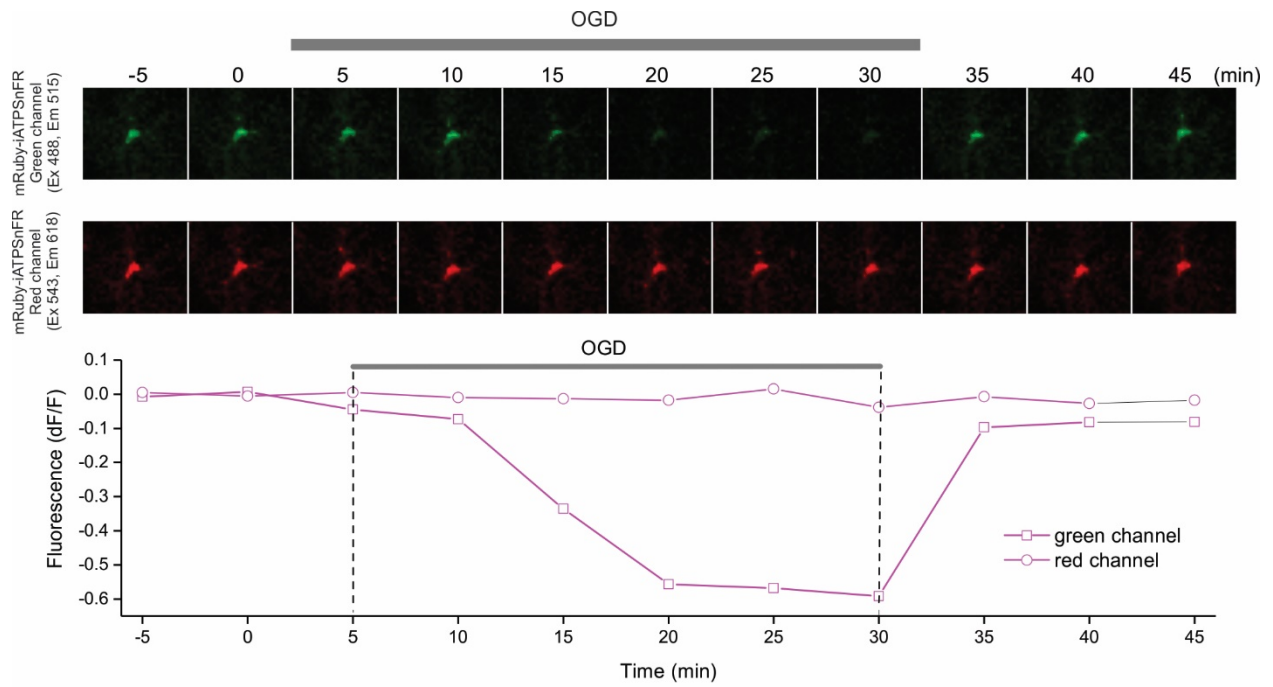 OGD
-5 0 5 10 15 20 25 30 35 40 45 (min)
mRuby-iATPSnFR
Green channel
(Ex 488, Em 515)
mRuby-iATPSnFR
Red channel
(Ex 543, Em 618)
OGD
0.1
0.0
-0.1
-0.2
-0.3
-0.4
-0.5
-0.6
Fluorescence (dF/F)
green channel
red channel
-5 0 5 10 15 20 25 30 35 40 45
Time (min)